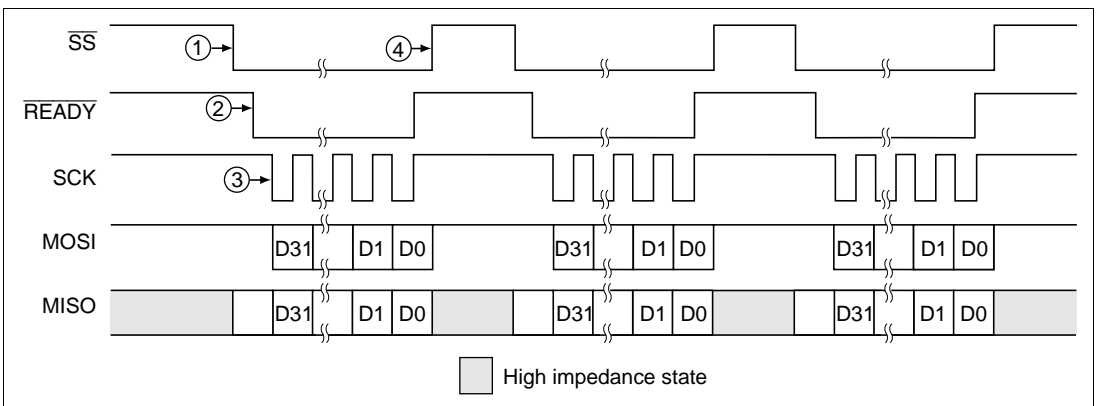 SS ① ④
READY ②
SCK ③
MOSI D31 D1 D0 D31 D1 D0 D31 D1 D0
MISO D31 D1 D0 D31 D1 D0 D31 D1 D0
High impedance state